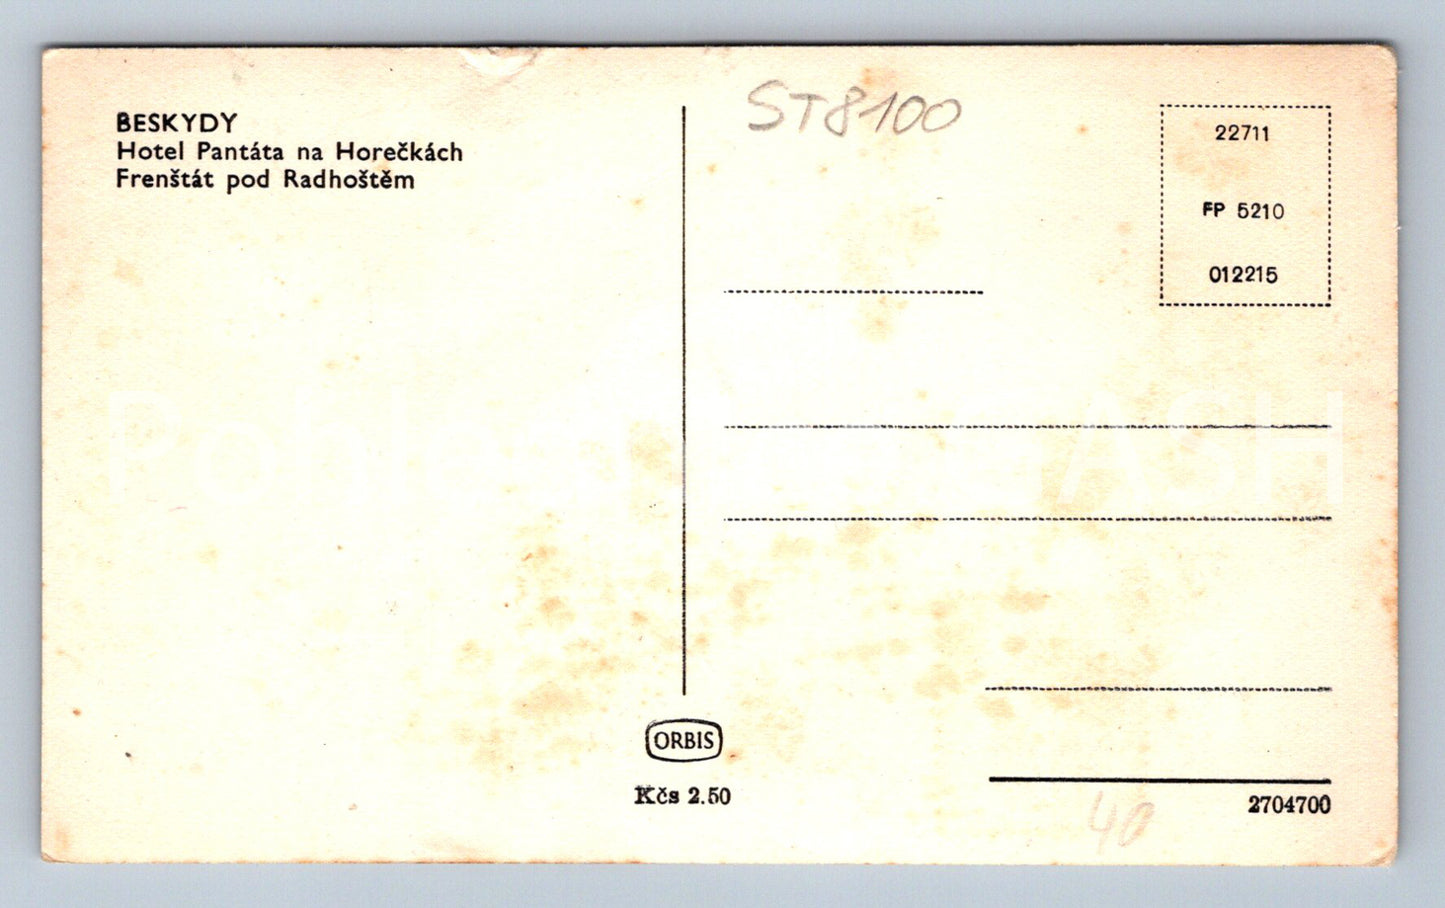 BESKYDY
Hotel Pantáta na Horečkách
Frenštát pod Radhoštěm
ST8100
22711
FP 5210
012215
ORBIS
Kčs 2.50
2704700
40